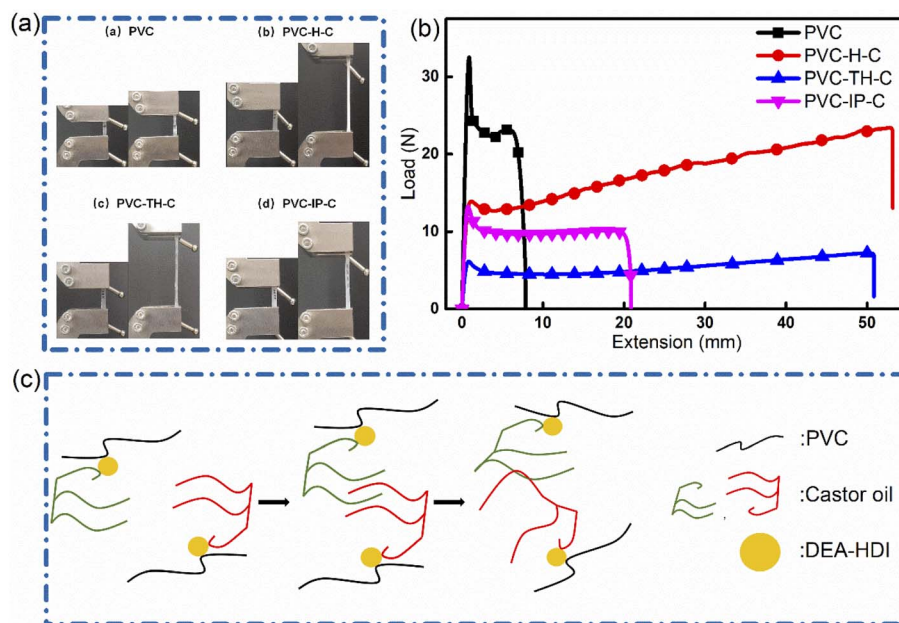 (a)
(a) PVC
(b) PVC-H-C
(c) PVC-TH-C
(d) PVC-IP-C
(b)
PVC
PVC-H-C
PVC-TH-C
PVC-IP-C
Load (N)
30
20
10
0
0 10 20 30 40 50
Extension (mm)
(c)
:PVC
:Castor oil
,
:DEA-HDI